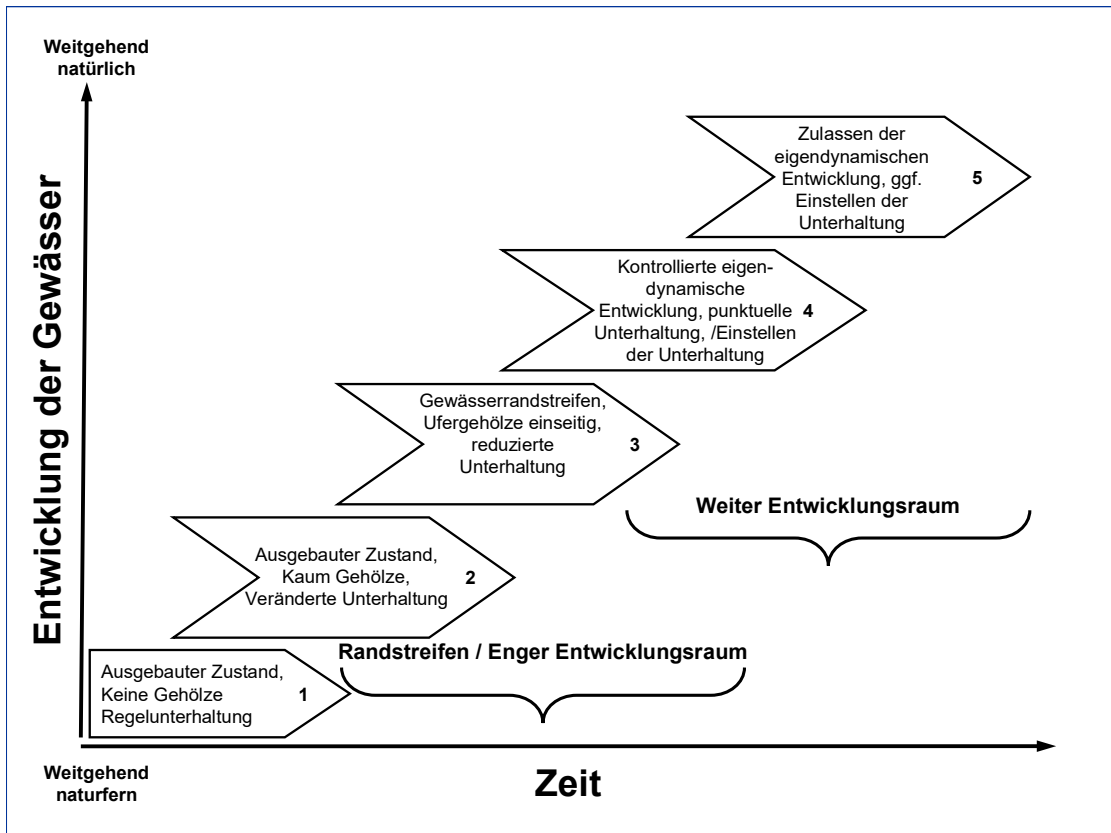 Weitgehend
natürlich
Entwicklung der Gewässer
Zulassen der
eigendynamischen
Entwicklung, ggf.
Einstellen der
Unterhaltung
5
Kontrollierte eigen-
dynamische
Entwicklung, punktuelle
Unterhaltung, /Einstellen
der Unterhaltung
4
Gewässerrandstreifen,
Ufergehölze einseitig,
reduzierte
Unterhaltung
3
Weiter Entwicklungsraum
Ausgebauter Zustand,
Kaum Gehölze,
Veränderte Unterhaltung
2
Randstreifen / Enger Entwicklungsraum
Ausgebauter Zustand,
Keine Gehölze
Regelunterhaltung
1
Weitgehend
naturfern
Zeit